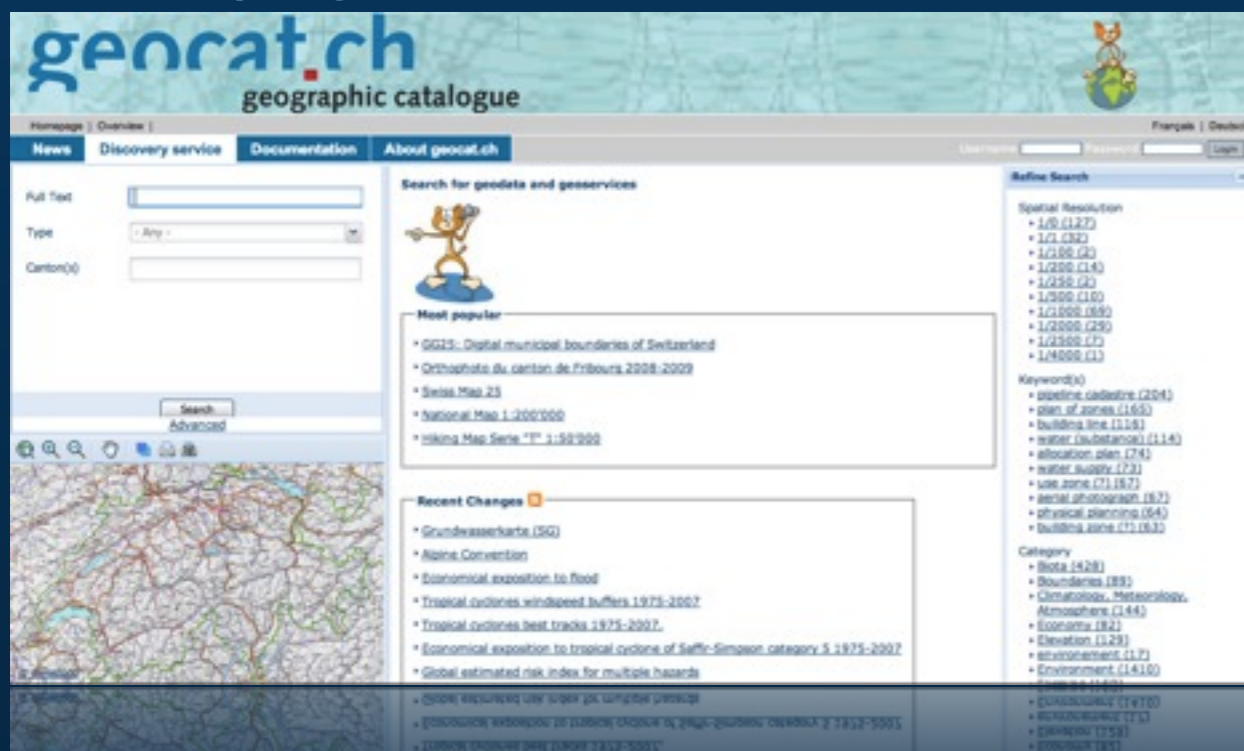 geocat.ch
geographic catalogue
Homepage | Overview |
Français | Deutsch
News
Discovery service
Documentation
About geocat.ch
Username
Password
Login
Full Text
Type
- Any -
Canton(s)
Search
Advanced
Search for geodata and geoservices
Most popular
GG25: Digital municipal boundaries of Switzerland
Orthophoto du canton de Fribourg 2008-2009
Swiss Map 25
National Map 1:200'000
Hiking Map Serie "T" 1:50'000
Recent Changes
Grundwasserkarte (SG)
Alpine Convention
Economical exposition to flood
Tropical cyclones windspeed buffers 1975-2007
Tropical cyclones best tracks 1975-2007.
Economical exposition to tropical cyclone of Saffir-Simpson category 5 1975-2007
Global estimated risk index for multiple hazards
Refine Search
Spatial Resolution
1/0 (127)
1/1 (32)
1/100 (2)
1/200 (14)
1/250 (2)
1/500 (10)
1/1000 (69)
1/2000 (29)
1/2500 (7)
1/4000 (1)
Keyword(s)
pipeline cadastre (204)
plan of zones (165)
building line (116)
water (substance) (114)
allocation plan (74)
water supply (73)
use zone (?) (67)
aerial photograph (67)
physical planning (64)
building zone (?) (63)
Category
Biota (428)
Boundaries (89)
Climatology, Meteorology,
Atmosphere (144)
Economy (82)
Elevation (129)
environement (17)
Environment (1410)